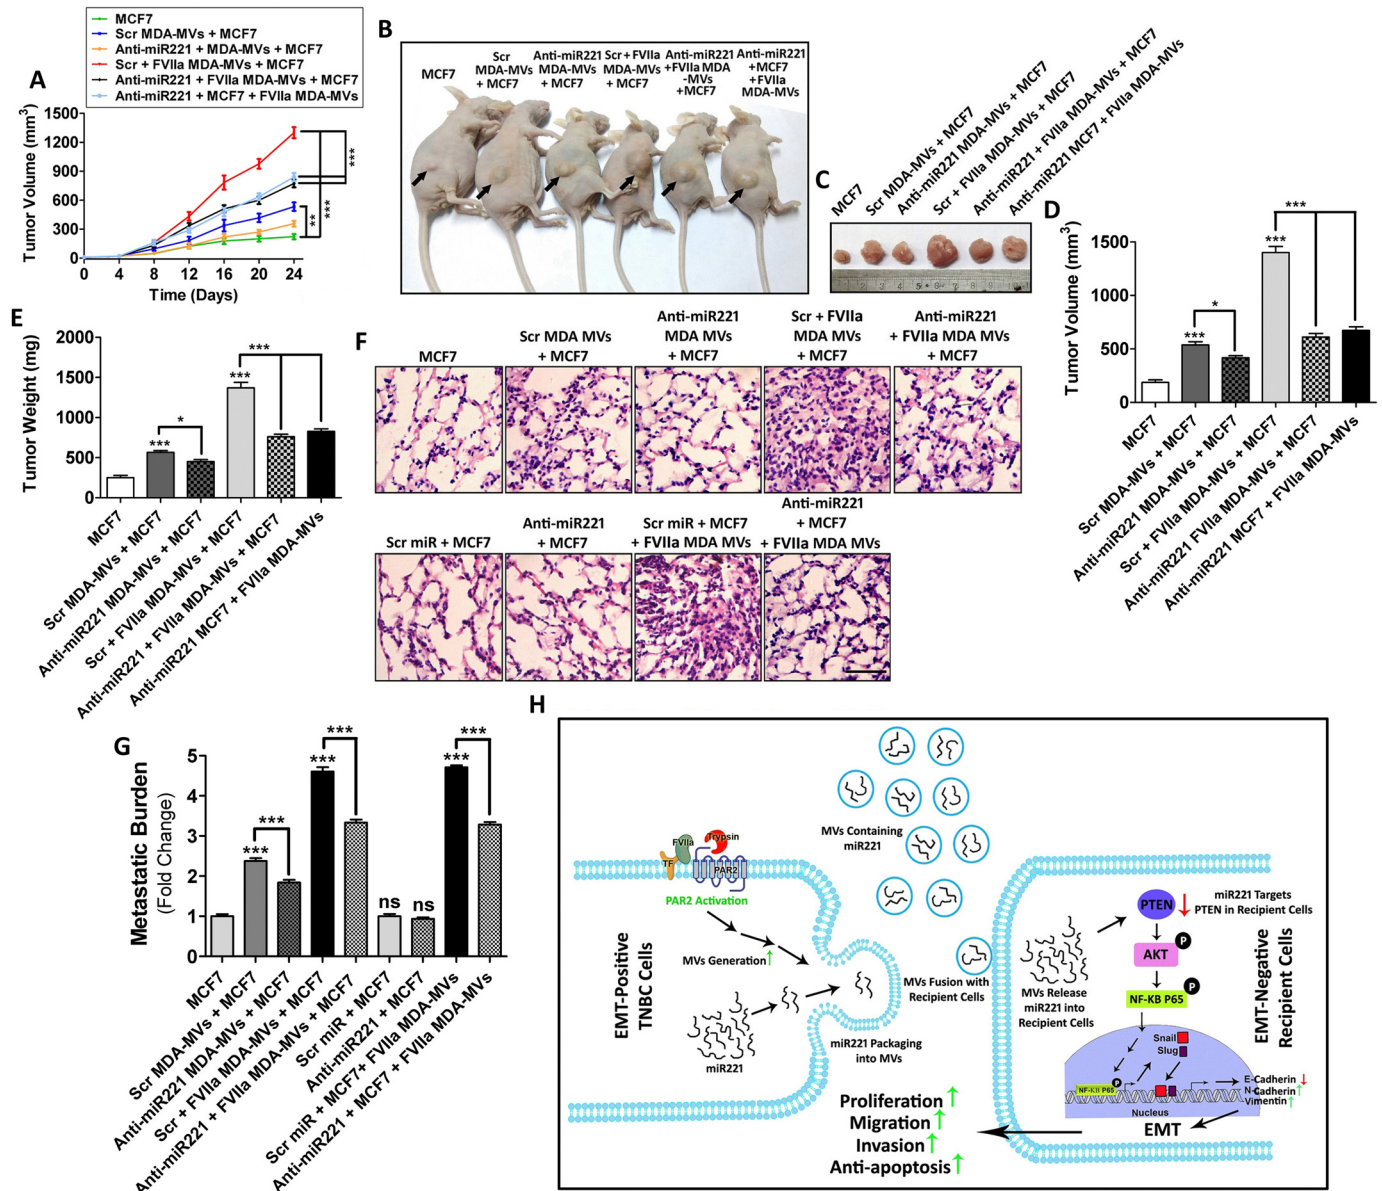 MCF7
Scr MDA-MVs + MCF7
Anti-miR221 + MDA-MVs + MCF7
Scr + FVIIa MDA-MVs + MCF7
Anti-miR221 + FVIIa MDA-MVs + MCF7
Anti-miR221 + MCF7 + FVIIa MDA-MVs
A
Tumor Volume (mm3)
1500
1200
900
600
300
0
0 4 8 12 16 20 24
Time (Days)
***
***
**
B
MCF7
Scr
MDA-MVs
+ MCF7
Anti-miR221
MDA-MVs
+ MCF7
Scr + FVIIa
MDA-MVs
+ MCF7
Anti-miR221
+FVIIa MDA
-MVs
+MCF7
Anti-miR221
+MCF7
+FVIIa
MDA-MVs
C
MCF7
Scr MDA-MVs + MCF7
Anti-miR221 MDA-MVs + MCF7
Scr + FVIIa MDA-MVs + MCF7
Anti-miR221 + FVIIa MDA-MVs + MCF7
Anti-miR221 MCF7 + FVIIa MDA-MVs
D
Tumor Volume (mm3)
1500
1000
500
0
***
*
***
***
MCF7
Scr MDA-MVs + MCF7
Anti-miR221 MDA-MVs + MCF7
Scr + FVIIa MDA-MVs + MCF7
Anti-miR221 FVIIa MDA-MVs + MCF7
Anti-miR221 MCF7 + FVIIa MDA-MVs
E
Tumor Weight (mg)
2000
1500
1000
500
0
***
*
***
***
MCF7
Scr MDA-MVs + MCF7
Anti-miR221 MDA-MVs + MCF7
Scr + FVIIa MDA-MVs + MCF7
Anti-miR221 + FVIIa MDA-MVs + MCF7
Anti-miR221 MCF7 + FVIIa MDA-MVs
F
MCF7
Scr MDA MVs
+ MCF7
Anti-miR221
MDA MVs
+ MCF7
Scr + FVIIa
MDA MVs
+ MCF7
Anti-miR221
+ FVIIa MDA MVs
+ MCF7
Scr miR + MCF7
Anti-miR221
+ MCF7
Scr miR + MCF7
+ FVIIa MDA MVs
Anti-miR221
+ MCF7
+ FVIIa MDA MVs
G
Metastatic Burden
(Fold Change)
5
4
3
2
1
0
***
***
***
***
ns
ns
***
***
MCF7
Scr MDA-MVs + MCF7
Anti-miR221 MDA-MVs + MCF7
Scr + FVIIa MDA-MVs + MCF7
Anti-miR221 + FVIIa MDA-MVs + MCF7
Scr miR + MCF7
Anti-miR221 + MCF7
Scr miR + MCF7+ FVIIa MDA-MVs
Anti-miR221 + MCF7 + FVIIa MDA-MVs
H
MVs Containing
miR221
FVIIa
Trypsin
TF
PAR2
PAR2 Activation
MVs Generation
EMT-Positive
TNBC Cells
miR221
miR221 Packaging
into MVs
MVs Fusion with
Recipient Cells
MVs Release
miR221 into
Recipient Cells
PTEN
miR221 Targets
PTEN in Recipient Cells
AKT
P
NF-KB P65
P
EMT-Negative
Recipient Cells
Snail
Slug
NF-KB P65
P
Nucleus
E-Cadherin
N-Cadherin
Vimentin
EMT
Proliferation
Migration
Invasion
Anti-apoptosis